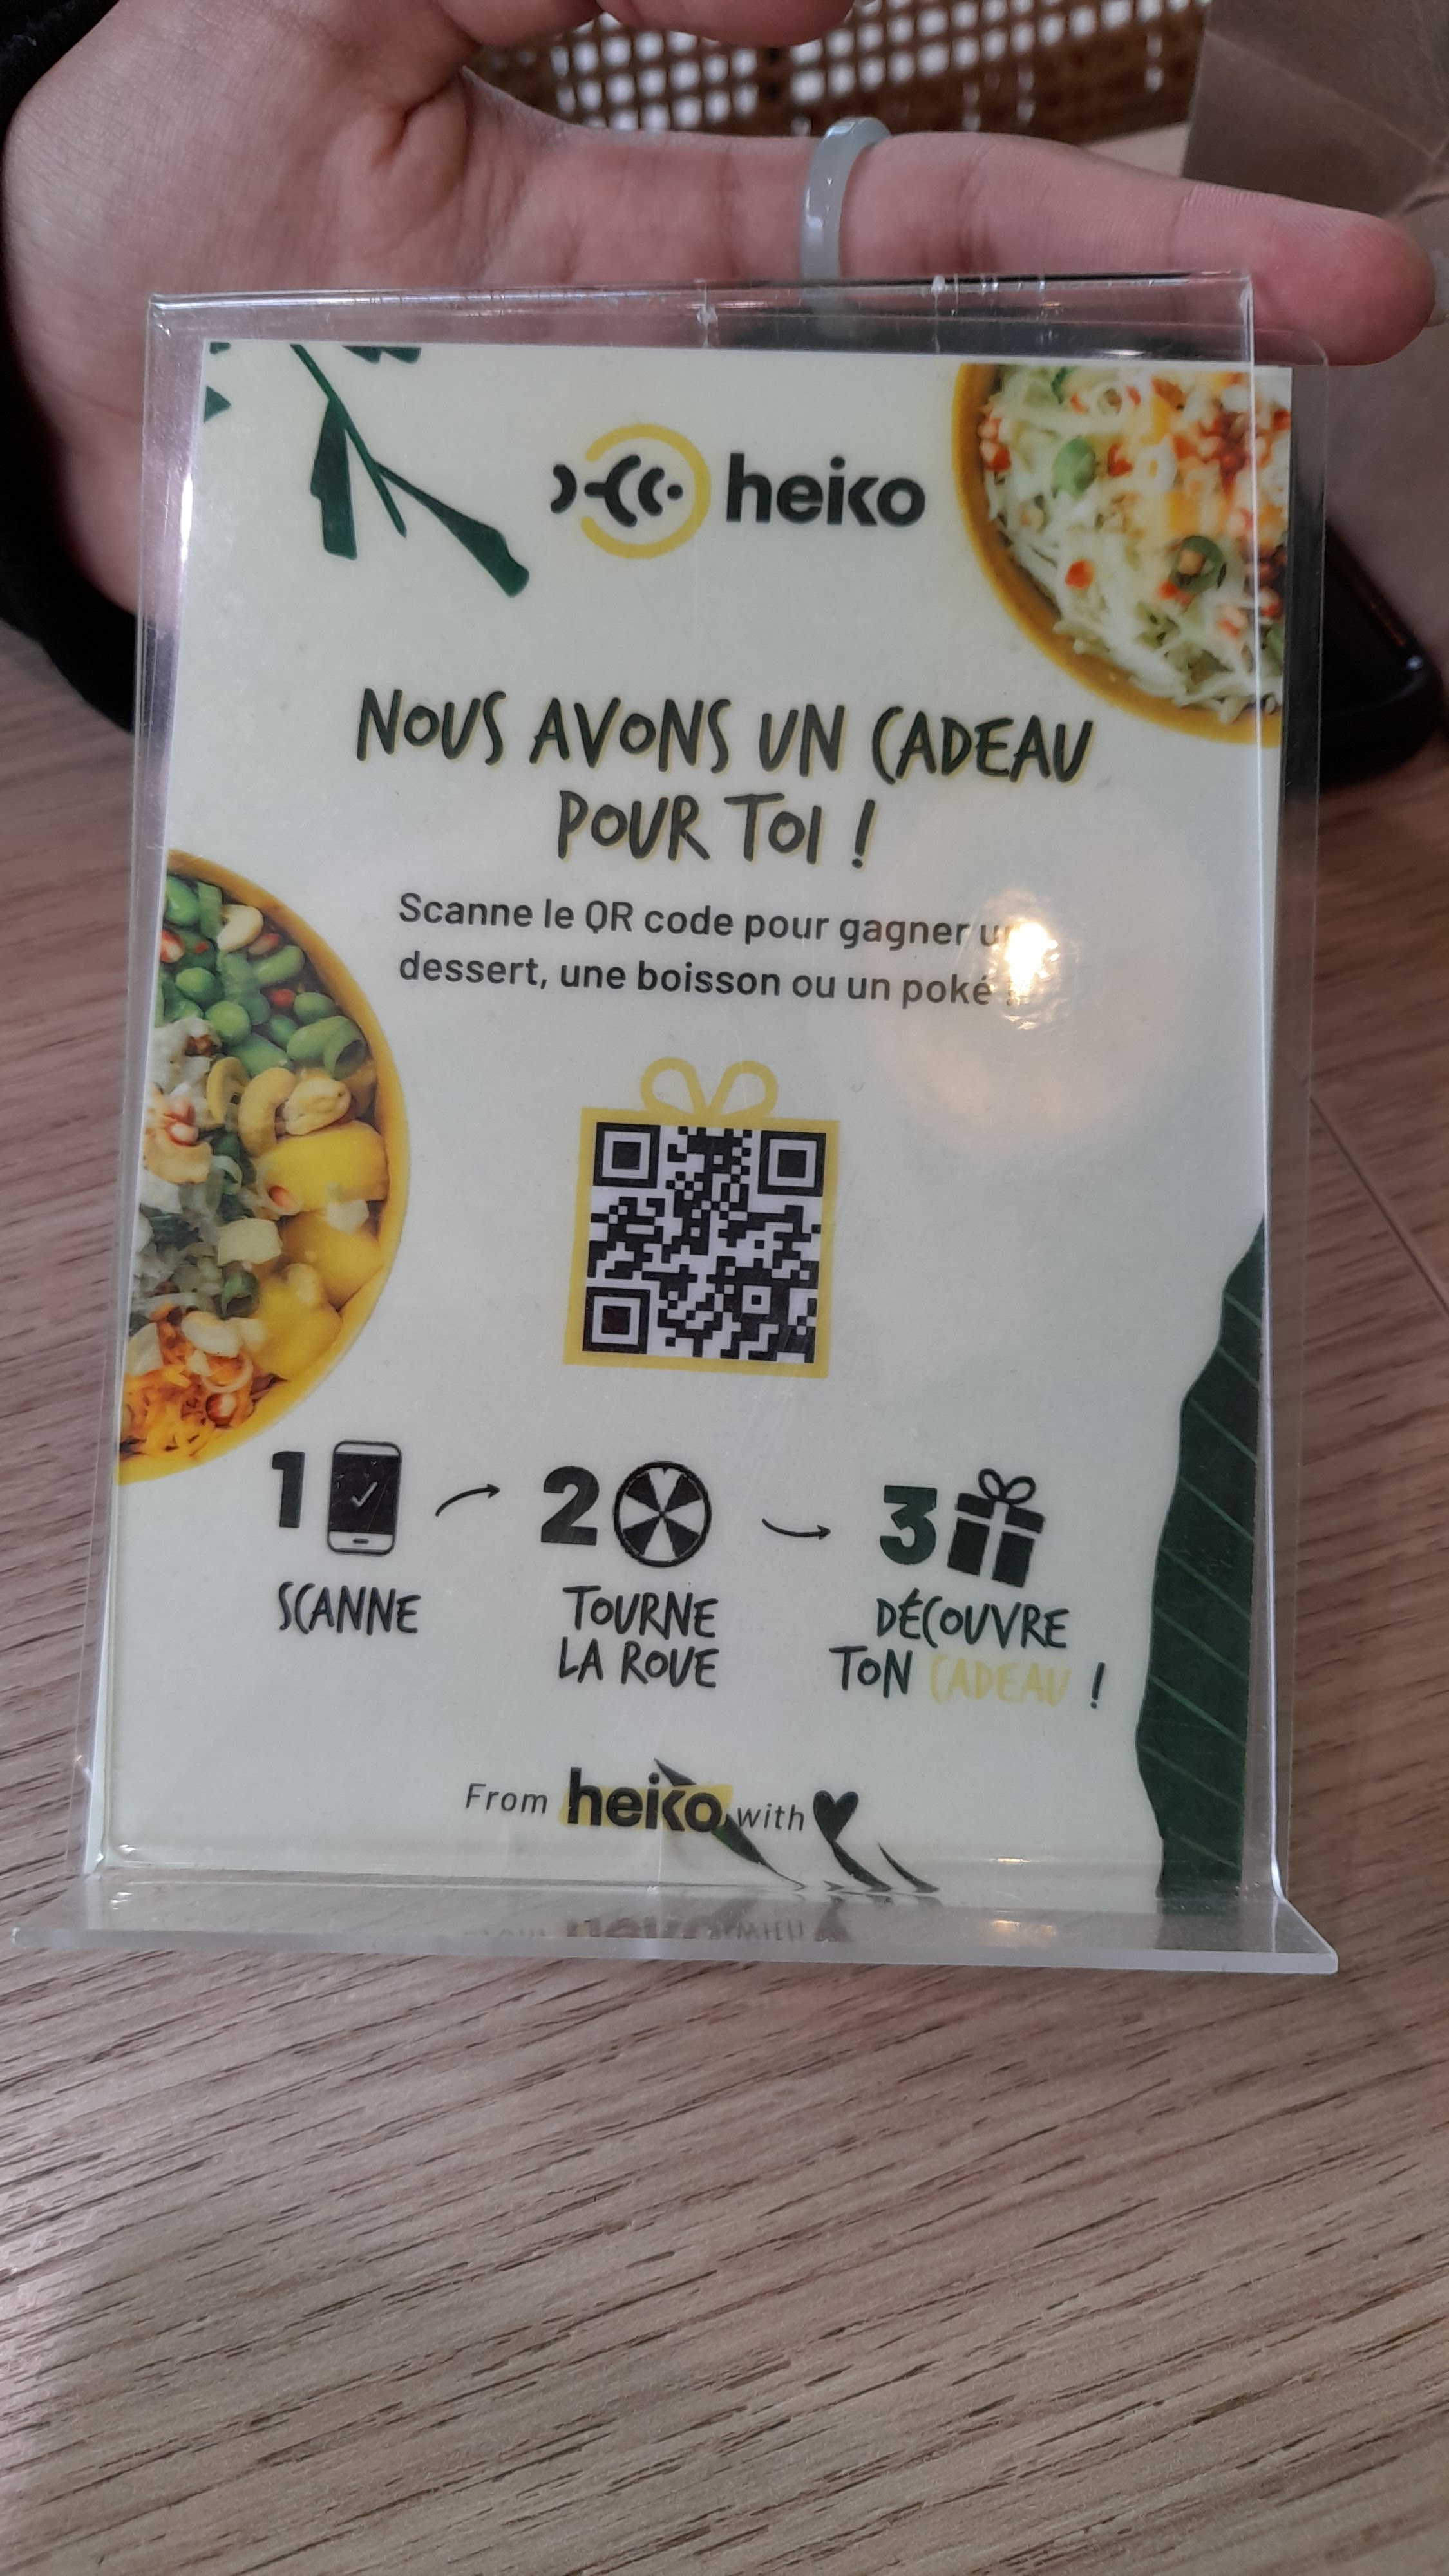 heiko
NOUS AVONS UN CADEAU
POUR TOI !
Scanne le QR code pour gagner
dessert, une boisson ou un poké
1 2 3
SCANNE TOURNE DÉCOUVRE
LA ROUE TON CADEAU !
From heiko with